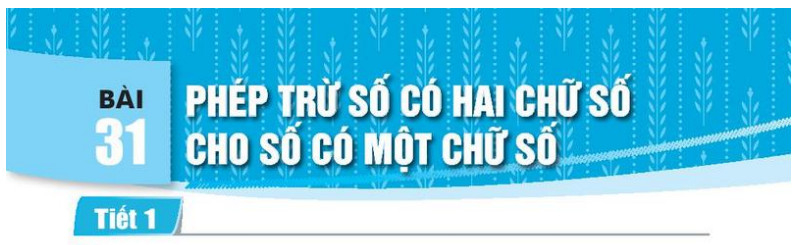 BÀI
31
PHÉP TRỪ SỐ CÓ HAI CHỮ SỐ
CHO SỐ CÓ MỘT CHỮ SỐ
Tiết 1